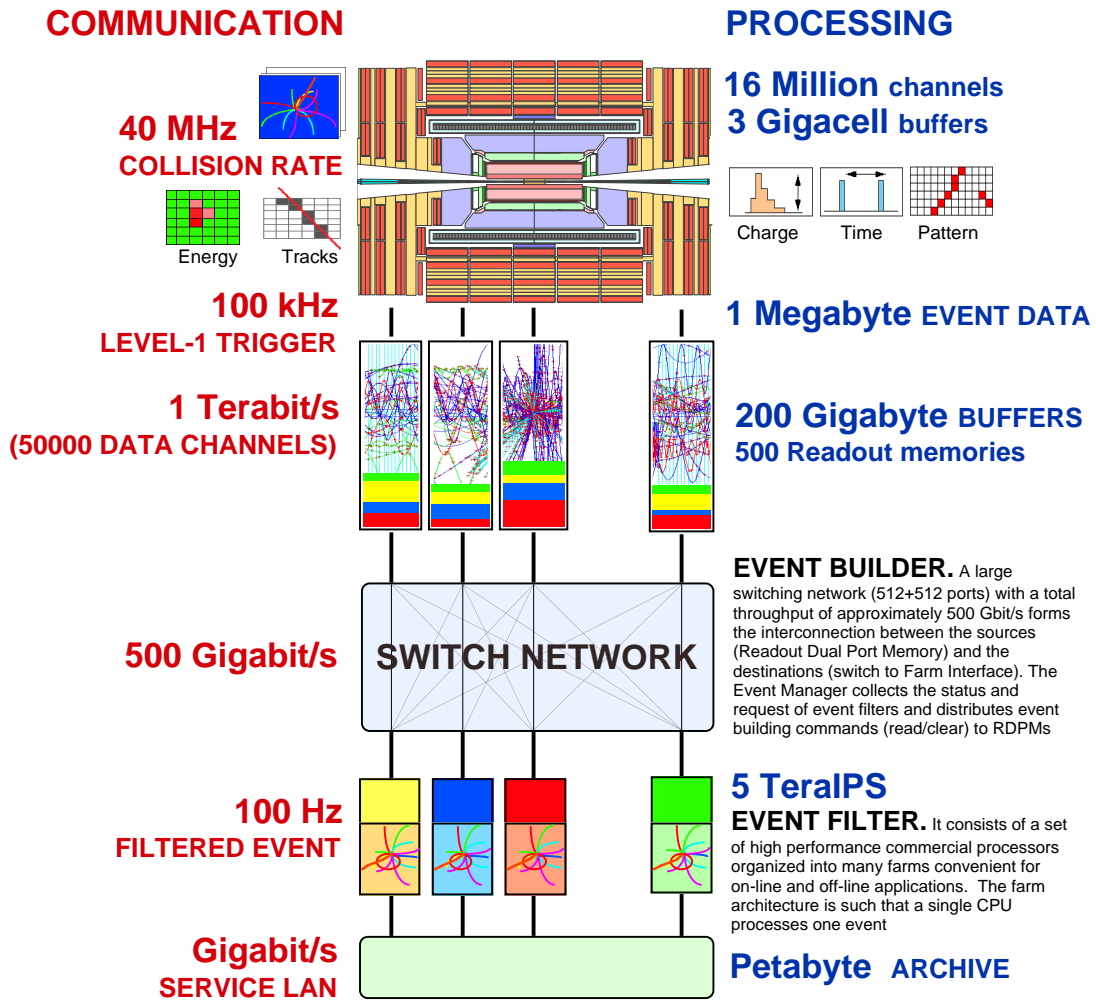 COMMUNICATION
PROCESSING
16 Million channels
3 Gigacell buffers
40 MHz
COLLISION RATE
Energy
Tracks
Charge
Time
Pattern
100 kHz
LEVEL-1 TRIGGER
1 Megabyte EVENT DATA
1 Terabit/s
(50000 DATA CHANNELS)
200 Gigabyte BUFFERS
500 Readout memories
500 Gigabit/s
SWITCH NETWORK
EVENT BUILDER. A large
switching network (512+512 ports) with a total
throughput of approximately 500 Gbit/s forms
the interconnection between the sources
(Readout Dual Port Memory) and the
destinations (switch to Farm Interface). The
Event Manager collects the status and
request of event filters and distributes event
building commands (read/clear) to RDPMs
100 Hz
FILTERED EVENT
5 TeraIPS
EVENT FILTER. It consists of a set
of high performance commercial processors
organized into many farms convenient for
on-line and off-line applications. The farm
architecture is such that a single CPU
processes one event
Gigabit/s
SERVICE LAN
Petabyte ARCHIVE